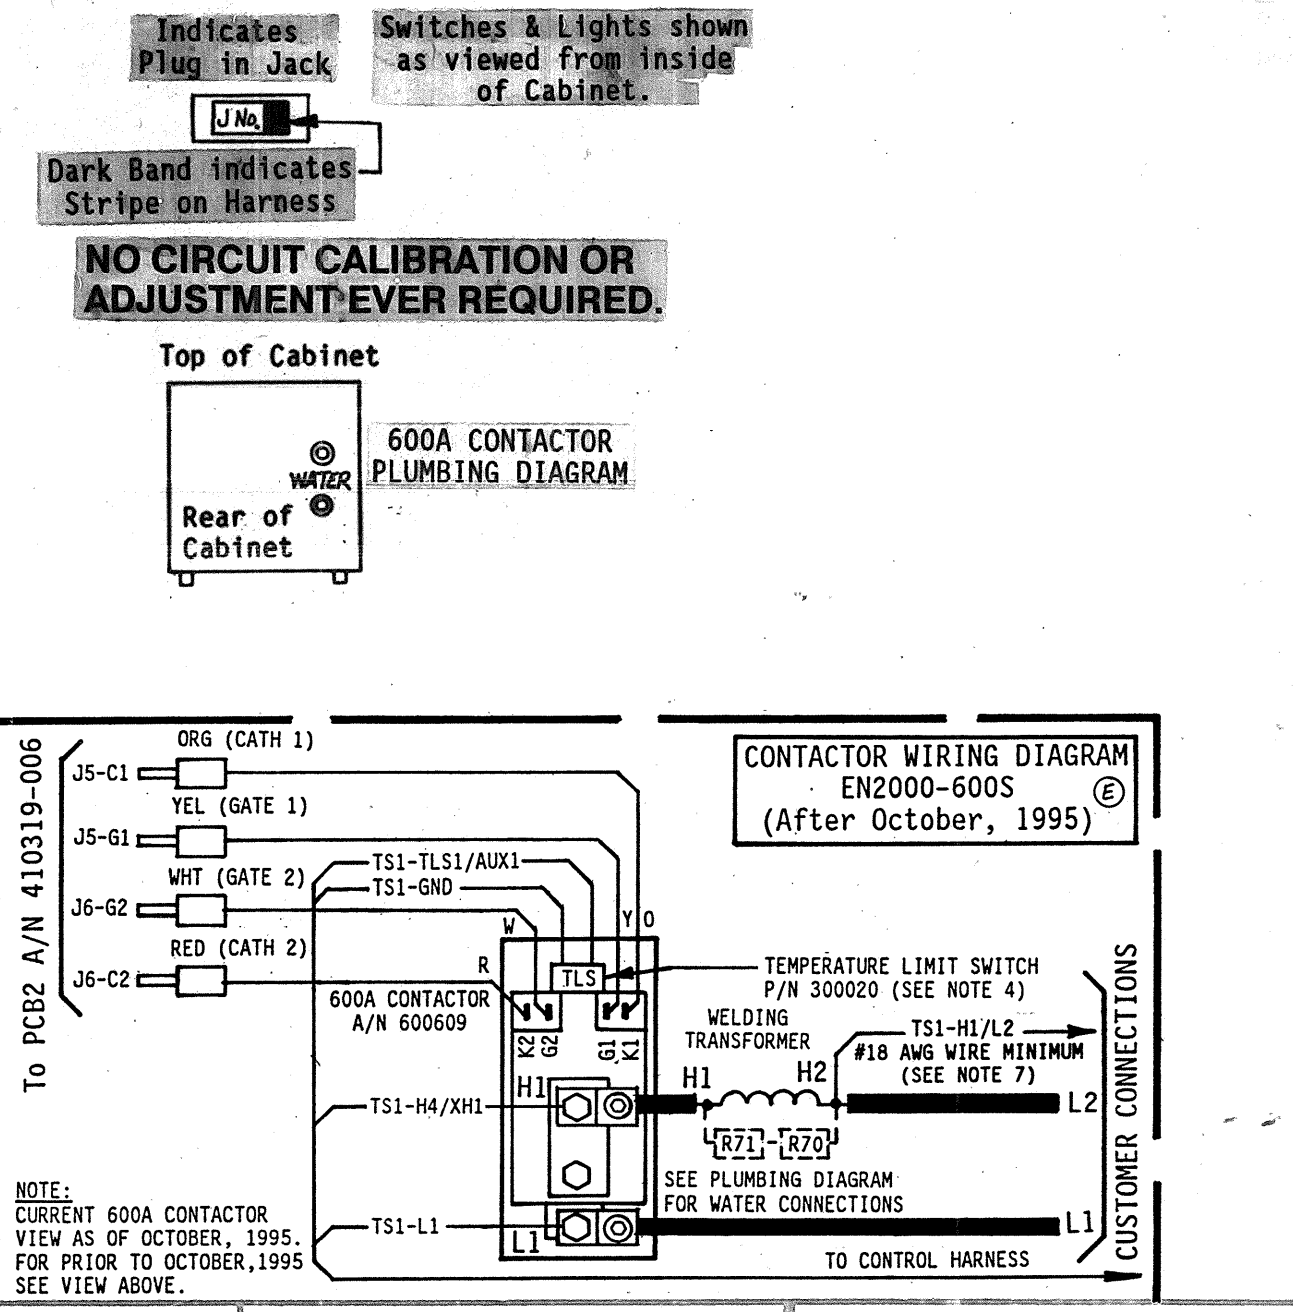 Indicates
Plug in Jack
Switches & Lights shown
as viewed from inside
of Cabinet.
J No.
Dark Band indicates
Stripe on Harness
NO CIRCUIT CALIBRATION OR
ADJUSTMENT EVER REQUIRED.
Top of Cabinet
600A CONTACTOR
PLUMBING DIAGRAM
WATER
Rear of
Cabinet
To PCB2 A/N 410319-006
ORG (CATH 1)
J5-C1
YEL (GATE 1)
J5-G1
WHT (GATE 2)
J6-G2
RED (CATH 2)
J6-C2
TS1-TLS1/AUX1
TS1-GND
W
Y O
R
TLS
600A CONTACTOR
A/N 600609
K2
G2
G1
K1
CONTACTOR WIRING DIAGRAM
EN2000-600S
E
(After October, 1995)
TEMPERATURE LIMIT SWITCH
P/N 300020 (SEE NOTE 4)
WELDING
TRANSFORMER
TS1-H1/L2
#18 AWG WIRE MINIMUM
(SEE NOTE 7)
H1
H1
H2
L2
TS1-H4/XH1
R71
R70
SEE PLUMBING DIAGRAM
FOR WATER CONNECTIONS
TS1-L1
L1
L1
TO CONTROL HARNESS
CUSTOMER CONNECTIONS
NOTE:
CURRENT 600A CONTACTOR
VIEW AS OF OCTOBER, 1995.
FOR PRIOR TO OCTOBER,1995
SEE VIEW ABOVE.